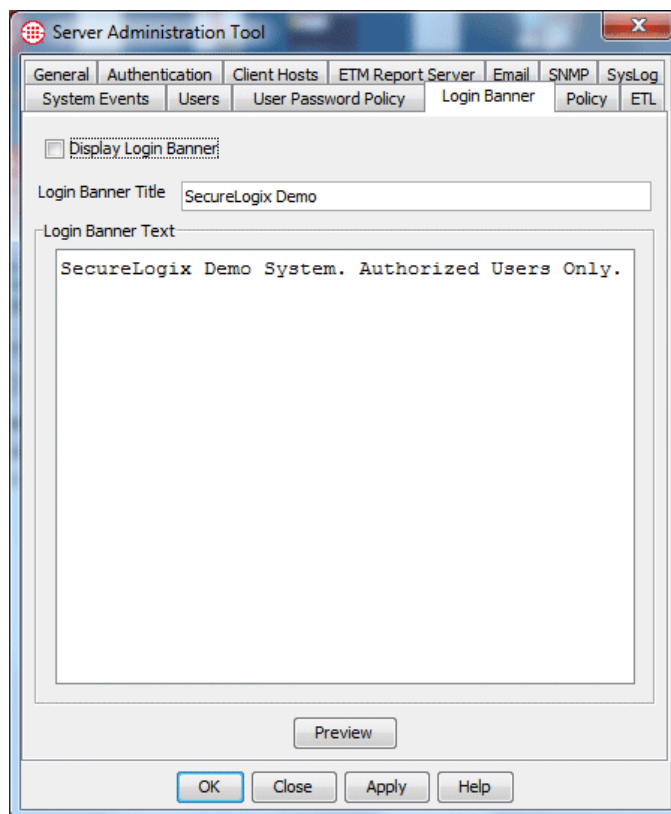 Server Administration Tool
General Authentication Client Hosts ETM Report Server Email SNMP SysLog
System Events Users User Password Policy Login Banner Policy ETL
Display Login Banner
Login Banner Title SecureLogix Demo
Login Banner Text
SecureLogix Demo System. Authorized Users Only.
Preview
OK Close Apply Help